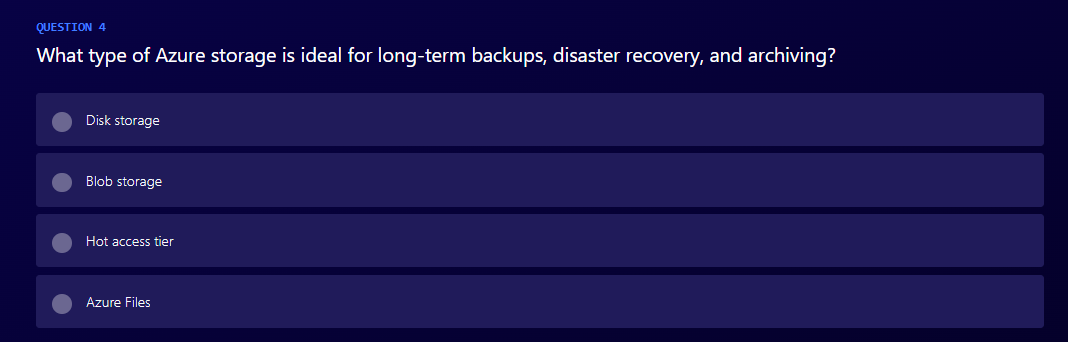 QUESTION 4
What type of Azure storage is ideal for long-term backups, disaster recovery, and archiving?
Disk storage
Blob storage
Hot access tier
Azure Files